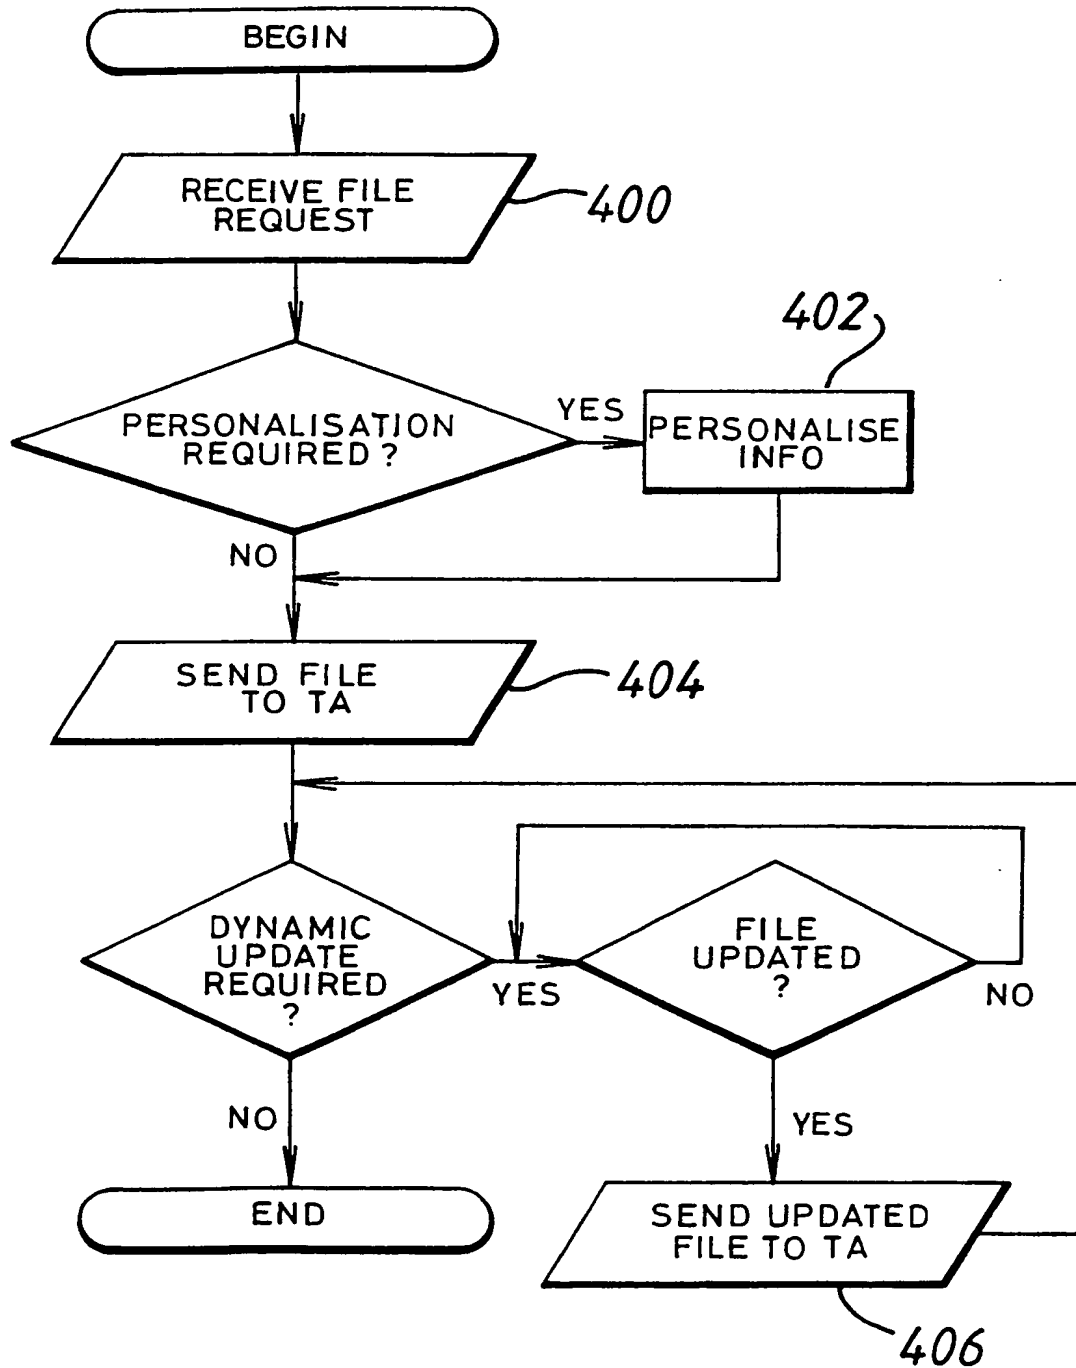 BEGIN
RECEIVE FILE
REQUEST
400
402
PERSONALISATION
REQUIRED ?
YES
PERSONALISE
INFO
NO
SEND FILE
TO TA
404
DYNAMIC
UPDATE
REQUIRED
?
YES
FILE
UPDATED
?
NO
NO
YES
END
SEND UPDATED
FILE TO TA
406